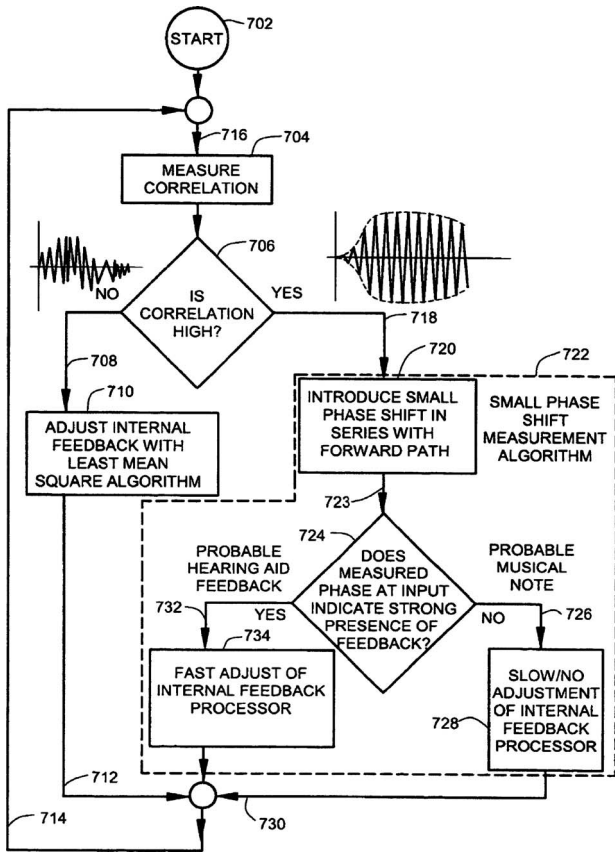 702
START
716
704
MEASURE
CORRELATION
706
NO
IS
CORRELATION
HIGH?
YES
718
708
710
ADJUST INTERNAL
FEEDBACK WITH
LEAST MEAN
SQUARE ALGORITHM
720
722
INTRODUCE SMALL
PHASE SHIFT IN
SERIES WITH
FORWARD PATH
SMALL PHASE
SHIFT
MEASUREMENT
ALGORITHM
723
724
PROBABLE
HEARING AID
FEEDBACK
DOES
MEASURED
PHASE AT INPUT
INDICATE STRONG
PRESENCE OF
FEEDBACK?
PROBABLE
MUSICAL
NOTE
732
YES
NO
726
734
FAST ADJUST OF
INTERNAL FEEDBACK
PROCESSOR
728
SLOW/NO
ADJUSTMENT
OF INTERNAL
FEEDBACK
PROCESSOR
712
714
730